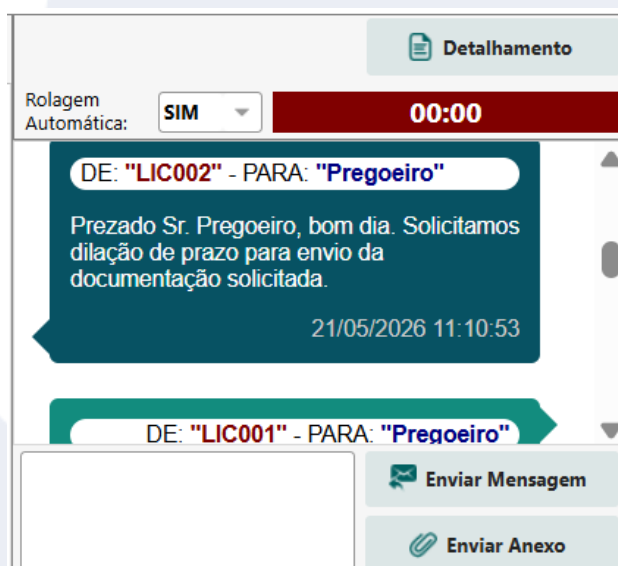 Detalhamento
Rolagem
Automática:
SIM
00:00
DE: "LIC002" - PARA: "Pregoeiro"
Prezado Sr. Pregoeiro, bom dia. Solicitamos
dilação de prazo para envio da
documentação solicitada.
21/05/2026 11:10:53
DE: "LIC001" - PARA: "Pregoeiro"
Enviar Mensagem
Enviar Anexo